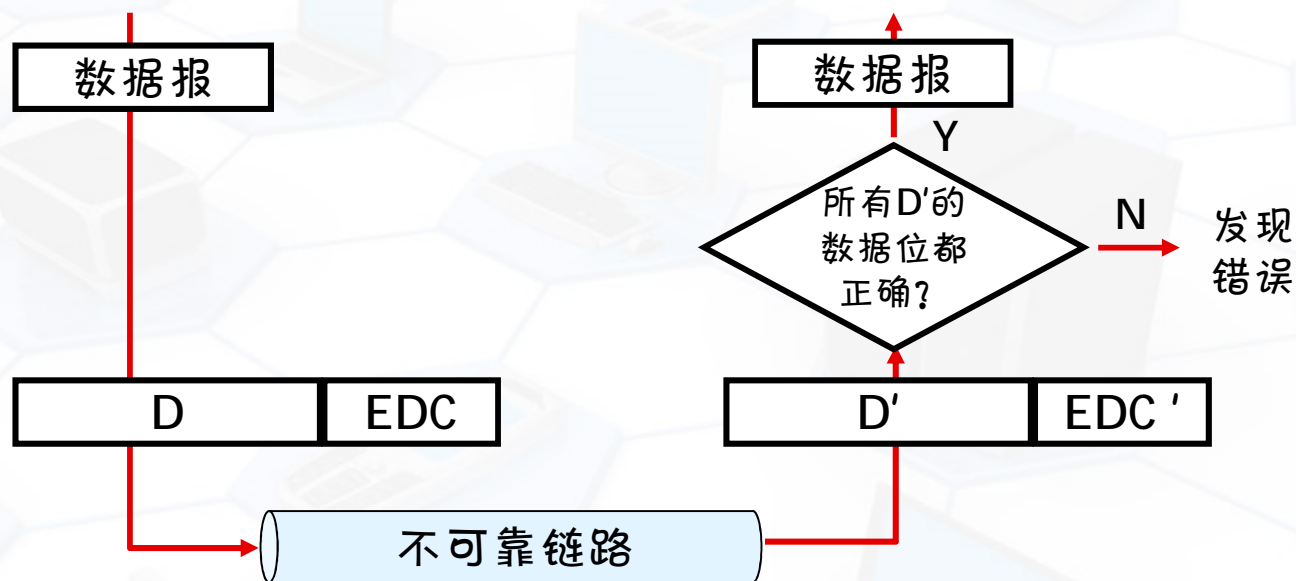 数据报
D
EDC
不可靠链路
数据报
Y
所有D'的
数据位都
正确?
N
发现
错误
D'
EDC '